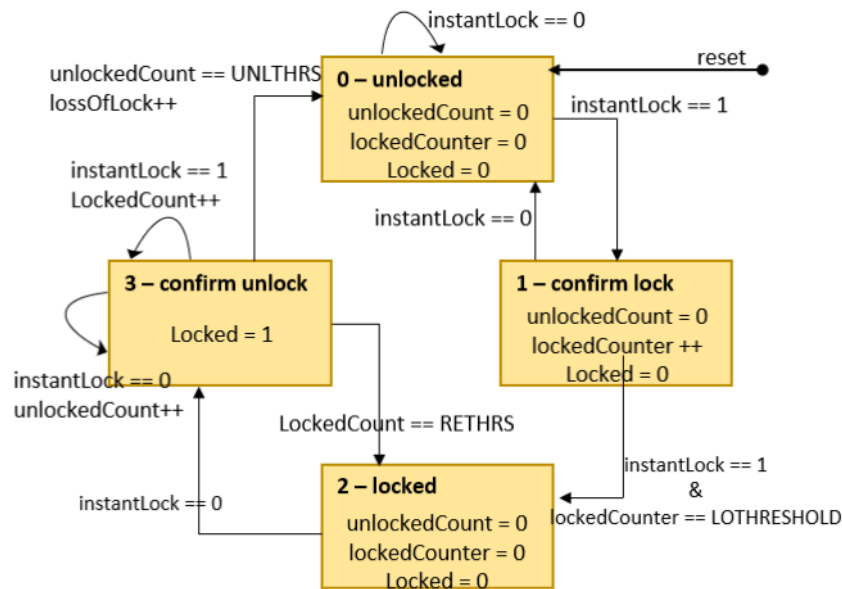 instantLock == 0
reset
unlockedCount == UNLTHRS
lossOfLock++
0 – unlocked
unlockedCount = 0
lockedCounter = 0
Locked = 0
instantLock == 1
instantLock == 1
LockedCount++
instantLock == 0
3 – confirm unlock
Locked = 1
1 – confirm lock
unlockedCount = 0
lockedCounter ++
Locked = 0
instantLock == 0
unlockedCount++
LockedCount == RETHRS
instantLock == 1
&
lockedCounter == LOTHRESHOLD
instantLock == 0
2 – locked
unlockedCount = 0
lockedCounter = 0
Locked = 0